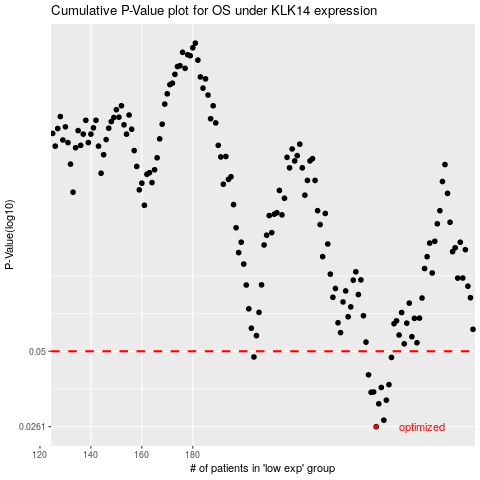 Cumulative P-Value plot for OS under KLK14 expression
P-Value(log10)
0.05
0.0261
optimized
120 140 160 180
# of patients in 'low exp' group